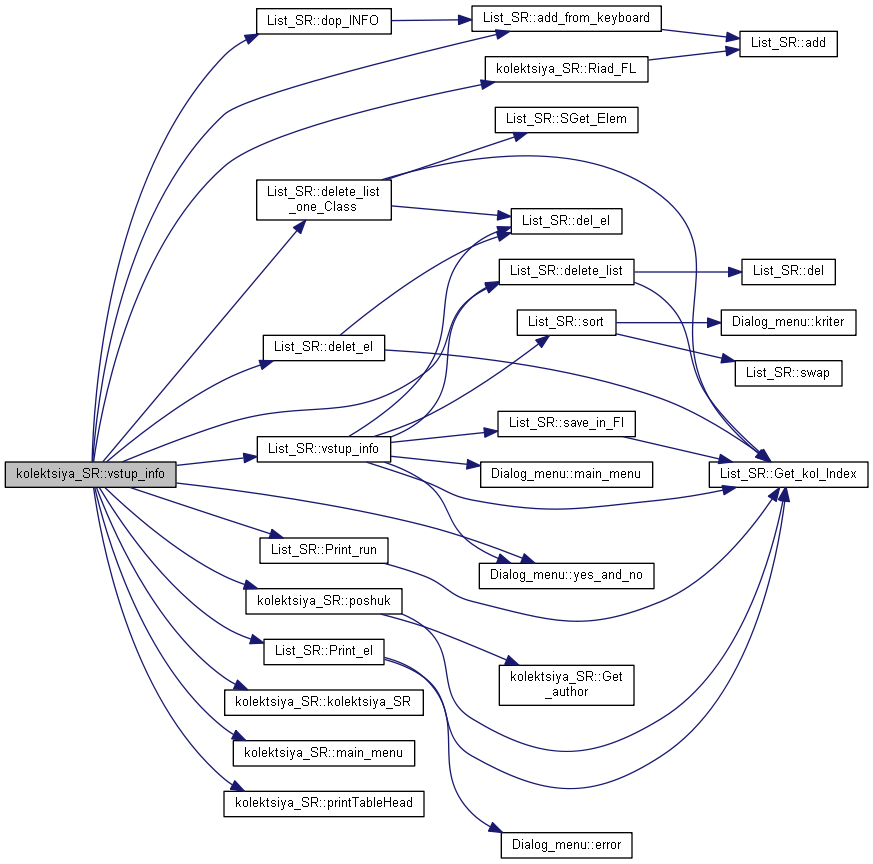 List_SR::dop_INFO
List_SR::add_from_keyboard
List_SR::add
kolektsiya_SR::Riad_FL
List_SR::SGet_Elem
List_SR::delete_list
_one_Class
List_SR::del_el
List_SR::delete_list
List_SR::del
List_SR::sort
Dialog_menu::kriter
List_SR::delet_el
List_SR::swap
List_SR::save_in_Fl
List_SR::vstup_info
kolektsiya_SR::vstup_info
Dialog_menu::main_menu
List_SR::Get_kol_Index
List_SR::Print_run
Dialog_menu::yes_and_no
kolektsiya_SR::poshuk
List_SR::Print_el
kolektsiya_SR::Get
_author
kolektsiya_SR::kolektsiya_SR
kolektsiya_SR::main_menu
kolektsiya_SR::printTableHead
Dialog_menu::error